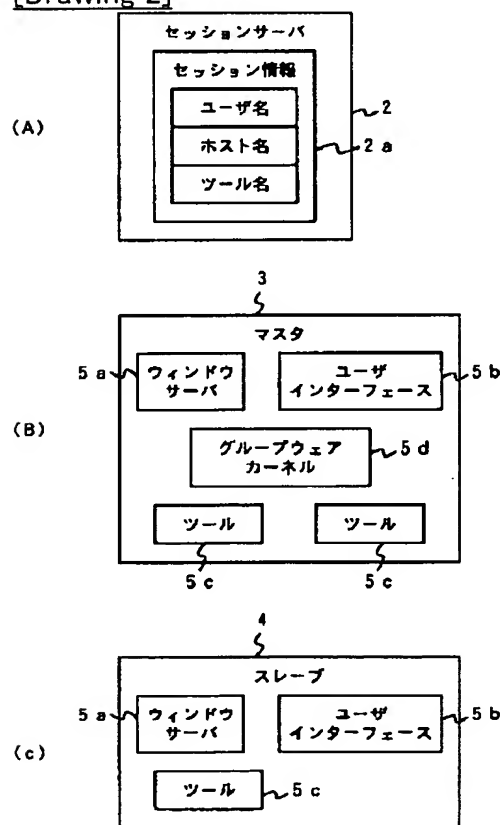 [Drawing 2]
セッションサーバ
セッション情報
ユーザ名
ホスト名
ツール名
(A)
2
2a
3
マスタ
5a
ウィンドウ
サーバ
ユーザ
インターフェース
5b
(B)
グループウェア
カーネル
5d
ツール
ツール
5c
5c
4
スレーブ
5a
ウィンドウ
サーバ
ユーザ
インターフェース
5b
(c)
ツール
5c